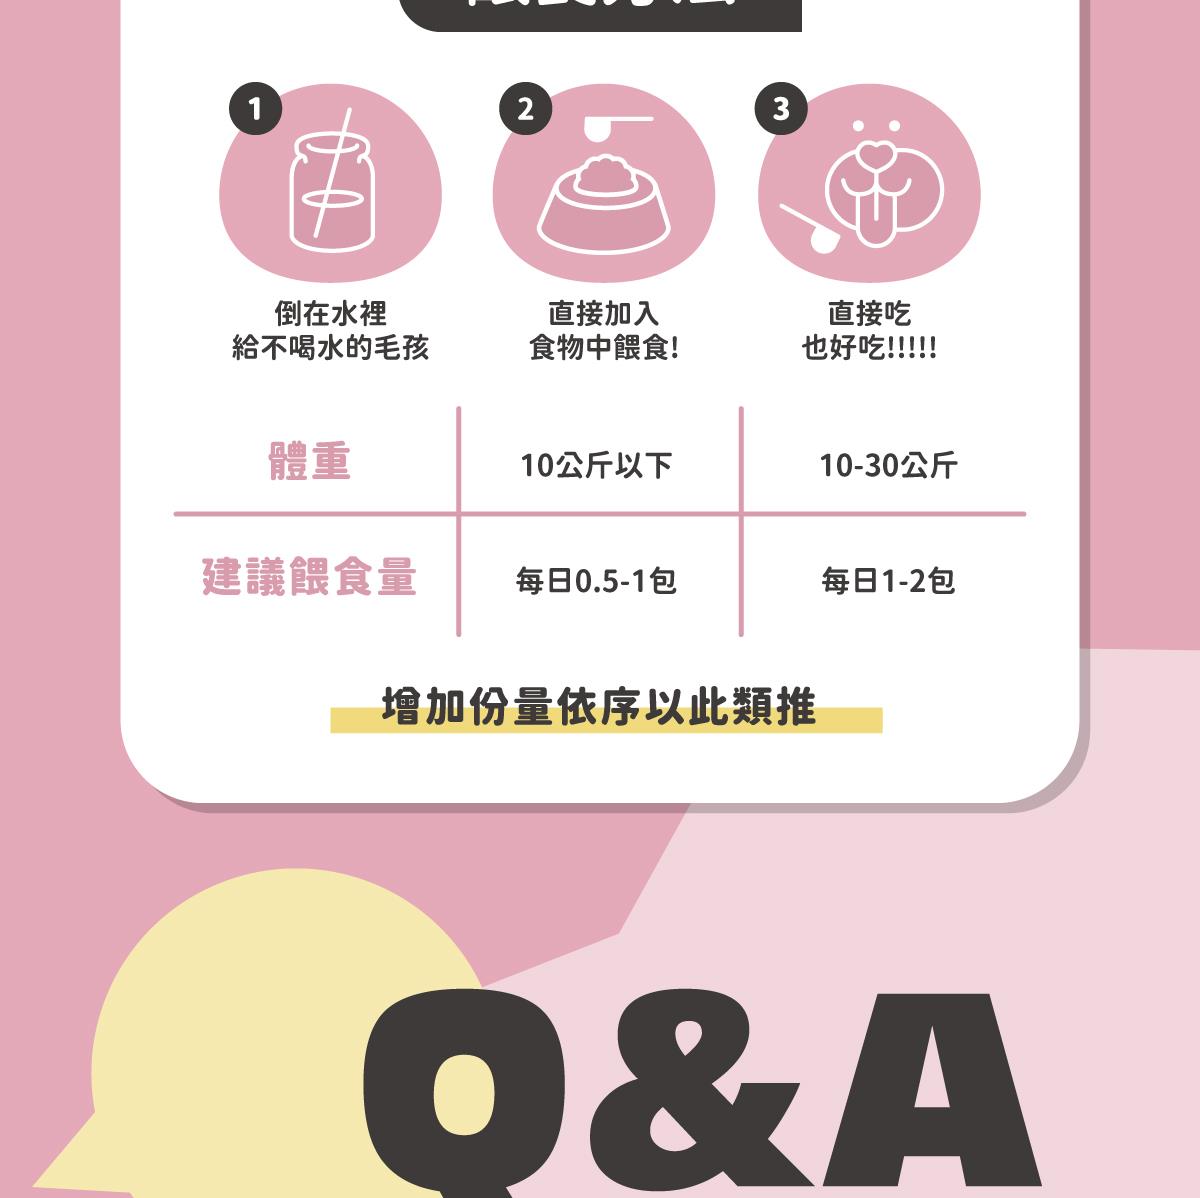 1
2
3
倒在水裡
給不喝水的毛孩
直接加入
食物中餵食!
直接吃
也好吃!!!!!
體重
10公斤以下
10-30公斤
建議餵食量
每日0.5-1包
每日1-2包
增加份量依序以此類推
Q&A